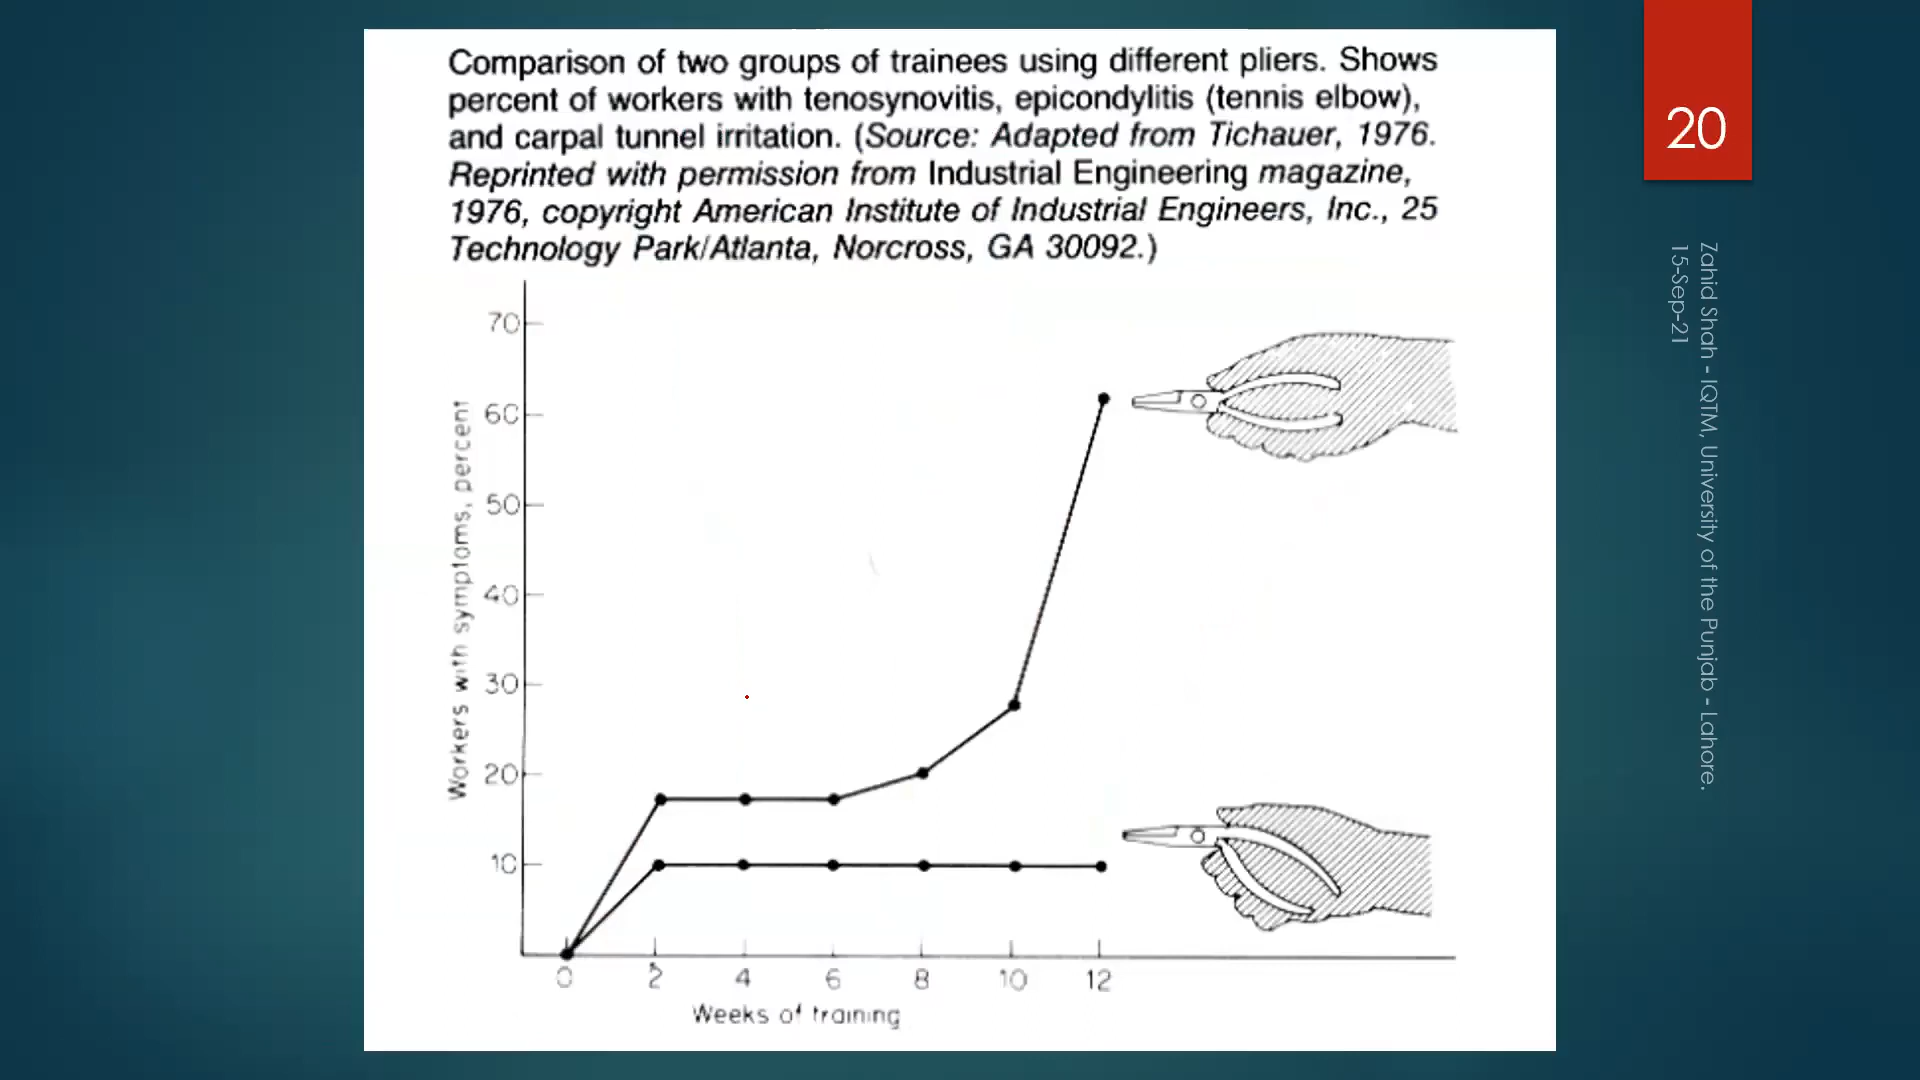 Comparison of two groups of trainees using different pliers. Shows
percent of workers with tenosynovitis, epicondylitis (tennis elbow),
and carpal tunnel irritation. (Source: Adapted from Tichauer, 1976.
Reprinted with permission from Industrial Engineering magazine,
1976, copyright American Institute of Industrial Engineers, Inc., 25
Technology Park/Atlanta, Norcross, GA 30092.)
20
Zahid Shah - IQTM, University of the Punjab - Lahore.
15-Sep-21
Workers with symptoms, percent
70
60
50
40
30
20
10
0 2 4 6 8 10 12
Weeks of training